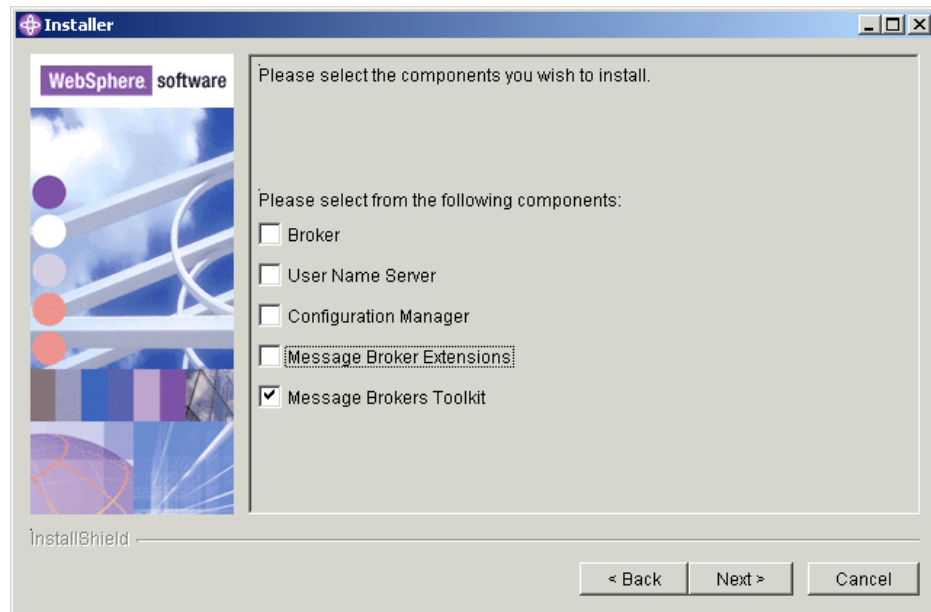 Installer
WebSphere. software
Please select the components you wish to install.
Please select from the following components:
Broker
User Name Server
Configuration Manager
Message Broker Extensions
Message Brokers Toolkit
InstallShield
< Back
Next >
Cancel